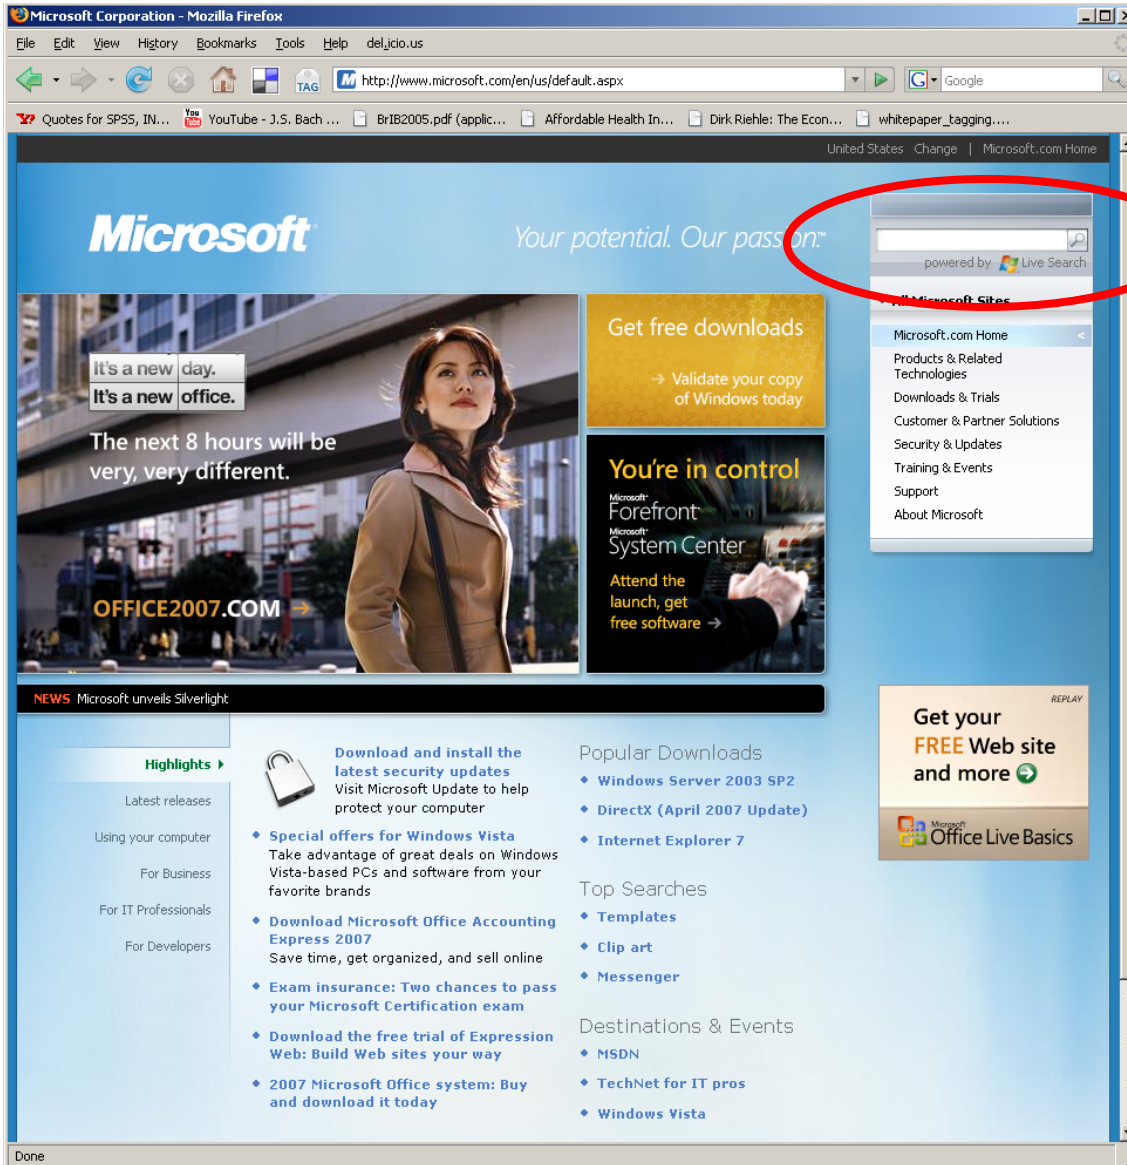 Microsoft Corporation - Mozilla Firefox
File Edit View History Bookmarks Tools Help del.icio.us
TAG http://www.microsoft.com/en/us/default.aspx G Google
Y! Quotes for SPSS, IN... You Tube YouTube - J.S. Bach ... BrIB2005.pdf (applic... Affordable Health In... Dirk Riehle: The Econ... whitepaper_tagging....
United States Change | Microsoft.com Home
Microsoft
Your potential. Our passion.™
powered by Live Search
All Microsoft Sites
Microsoft.com Home <
Products & Related
Technologies
Downloads & Trials
Customer & Partner Solutions
Security & Updates
Training & Events
Support
About Microsoft
It's a new day.
It's a new office.
The next 8 hours will be
very, very different.
OFFICE2007.COM →
Get free downloads
→ Validate your copy
of Windows today
You're in control
Microsoft
Forefront
Microsoft
System Center
Attend the
launch, get
free software →
NEWS Microsoft unveils Silverlight
REPLAY
Get your
FREE Web site
and more
Microsoft
Office Live Basics
Highlights
Latest releases
Using your computer
For Business
For IT Professionals
For Developers
Download and install the
latest security updates
Visit Microsoft Update to help
protect your computer
Special offers for Windows Vista
Take advantage of great deals on Windows
Vista-based PCs and software from your
favorite brands
Download Microsoft Office Accounting
Express 2007
Save time, get organized, and sell online
Exam insurance: Two chances to pass
your Microsoft Certification exam
Download the free trial of Expression
Web: Build Web sites your way
2007 Microsoft Office system: Buy
and download it today
Popular Downloads
Windows Server 2003 SP2
DirectX (April 2007 Update)
Internet Explorer 7
Top Searches
Templates
Clip art
Messenger
Destinations & Events
MSDN
TechNet for IT pros
Windows Vista
Done